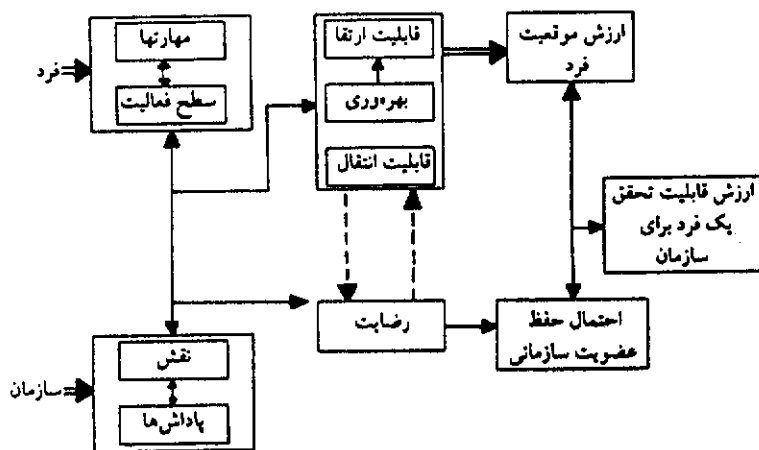 مهارتها
فرد
سطح فعالیت
قابلیت ارتقا
بهره‌وری
قابلیت انتقال
ارزش موقعیت
فرد
ارزش قابلیت تحقق
یک فرد برای
سازمان
رضایت
احتمال حفظ
عضویت سازمانی
نقش
سازمان
پاداش‌ها